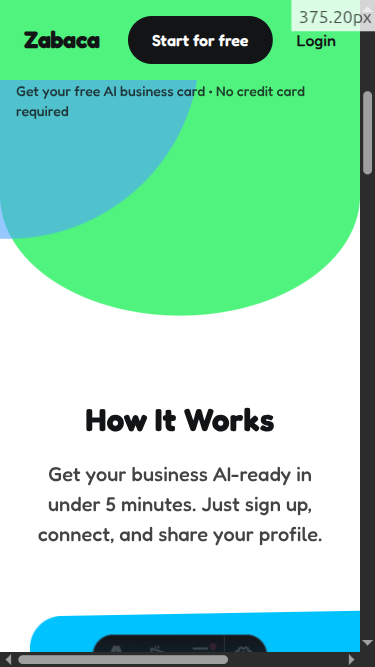 375.20px
Zabaca
Start for free
Login
Get your free AI business card • No credit card
required
How It Works
Get your business AI-ready in
under 5 minutes. Just sign up,
connect, and share your profile.